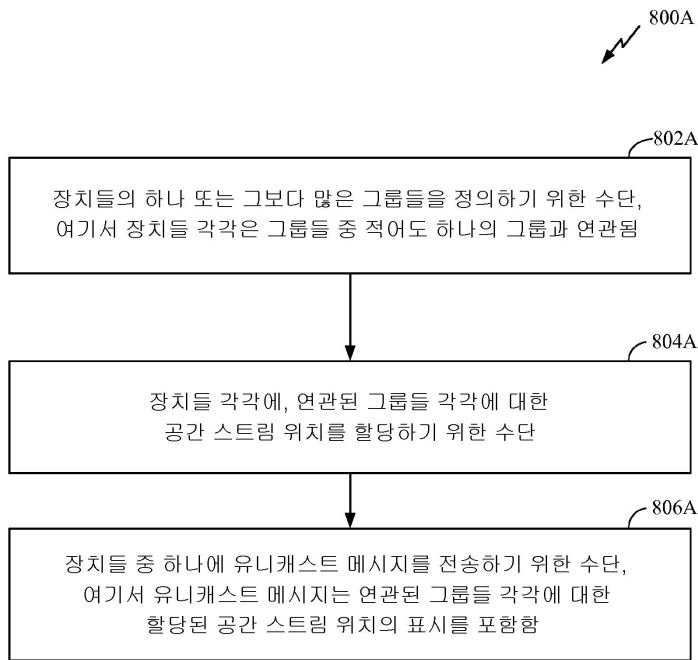 800A
802A
장치들의 하나 또는 그보다 많은 그룹들을 정의하기 위한 수단,
여기서 장치들 각각은 그룹들 중 적어도 하나의 그룹과 연관됨
804A
장치들 각각에, 연관된 그룹들 각각에 대한
공간 스트림 위치를 할당하기 위한 수단
806A
장치들 중 하나에 유니캐스트 메시지를 전송하기 위한 수단,
여기서 유니캐스트 메시지는 연관된 그룹들 각각에 대한
할당된 공간 스트림 위치의 표시를 포함함